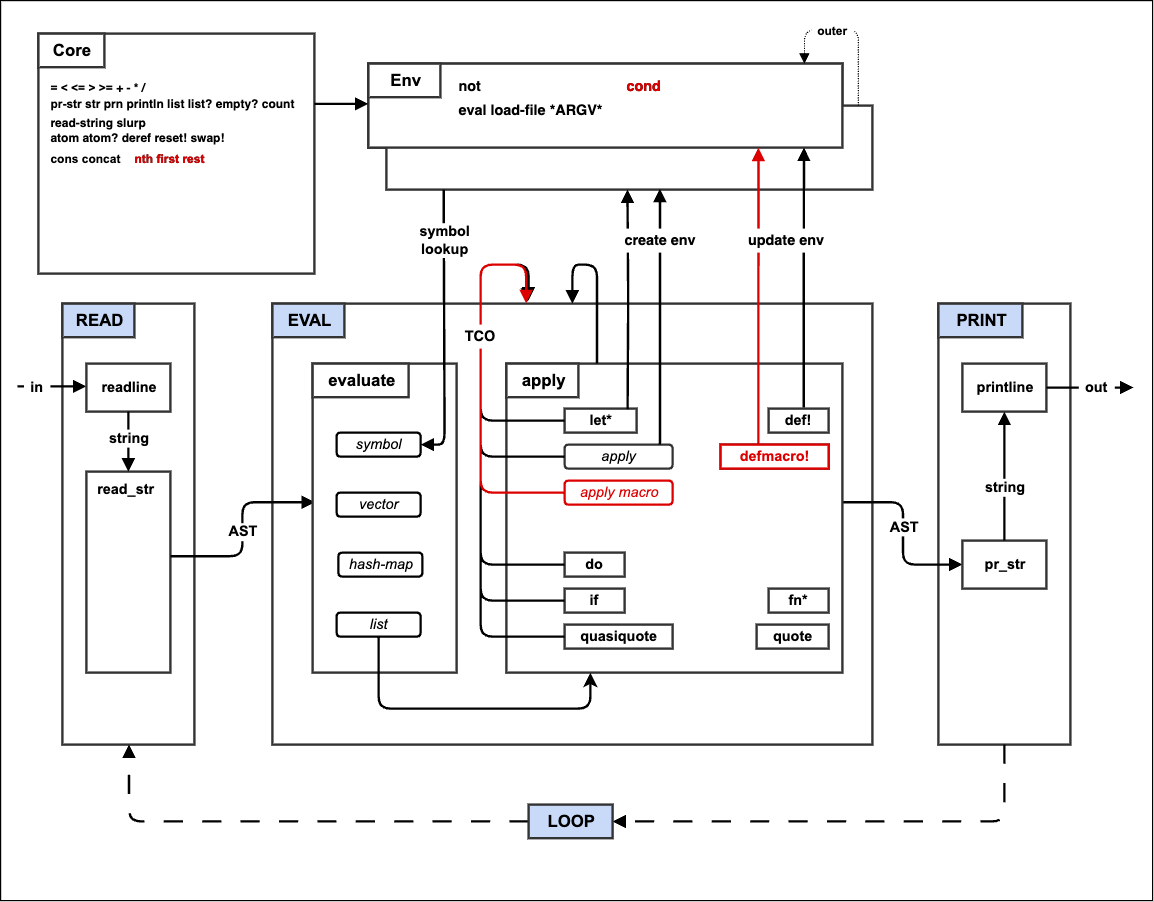 outer
Core
Env
not cond
eval load-file *ARGV*
= < <= > >= + - * /
pr-str str prn println list list? empty? count
read-string slurp
atom atom? deref reset! swap!
cons concat nth first rest
symbol
lookup
create env
update env
READ
EVAL
PRINT
TCO
in
readline
evaluate
apply
printline
out
let*
def!
string
symbol
apply
defmacro!
read_str
string
vector
apply macro
AST
AST
hash-map
do
pr_str
if
fn*
list
quasiquote
quote
LOOP